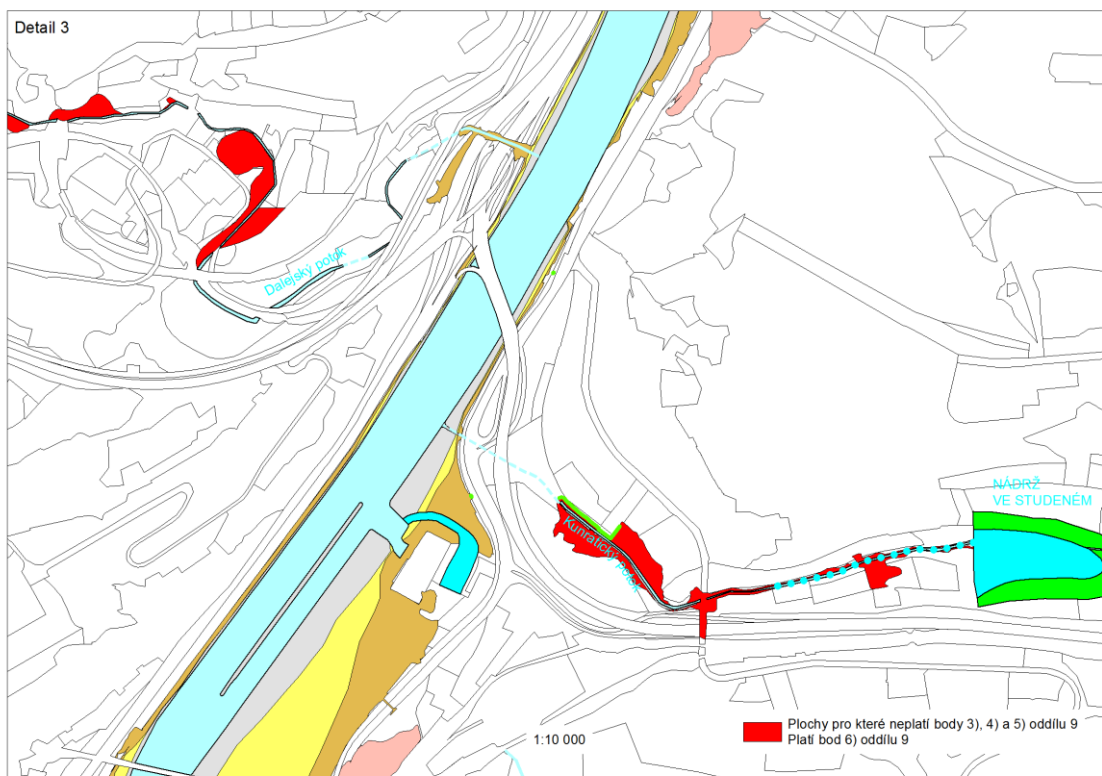 Detail 3
Dalejský potok
NÁDRŽ
VE STUDENÉM
Kunratický potok
1:10 000
Plochy pro které neplatí body 3), 4) a 5) oddílu 9
Platí bod 6) oddílu 9